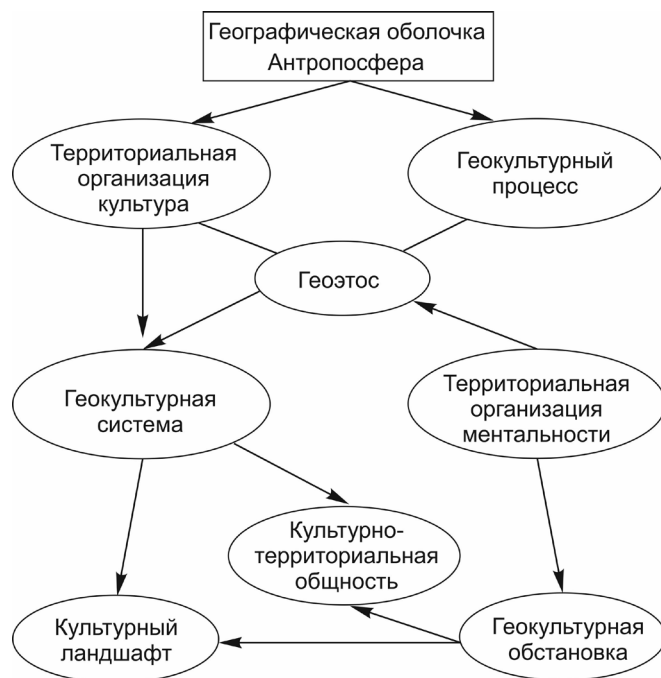 Географическая оболочка
Антропосфера
Территориальная
организация
культура
Геокультурный
процесс
Геоэтос
Геокультурная
система
Территориальная
организация
ментальности
Культурно-
территориальная
общность
Культурный
ландшафт
Геокультурная
обстановка